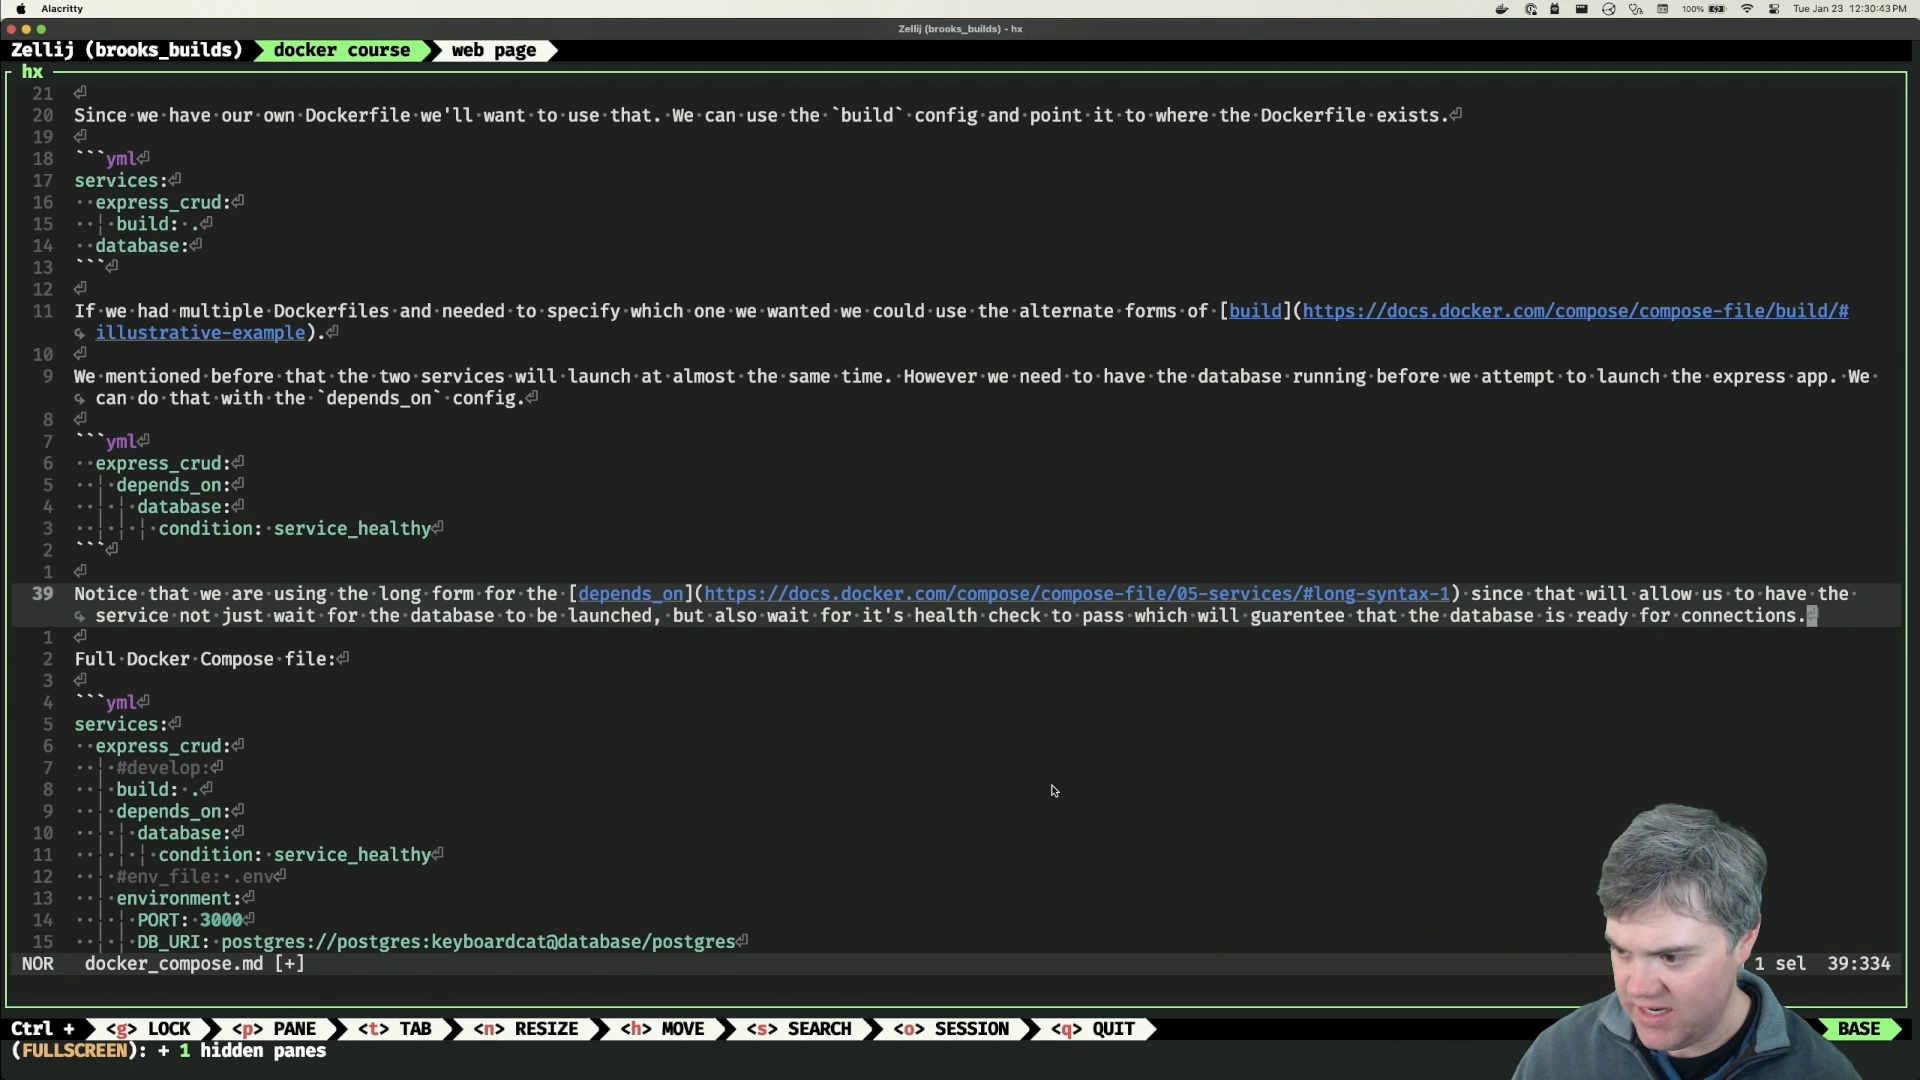 Alacritty
100%
Tue Jan 23 12:30:43 PM
Zellij (brooks_builds) - hx
Zellij (brooks_builds) docker course web page
hx
21
20 Since·we·have·our·own·Dockerfile·we'll·want·to·use·that.·We·can·use·the·`build`·config·and·point·it·to·where·the·Dockerfile·exists.⏎
19
18 ```yml⏎
17 services:⏎
16 ··express_crud:⏎
15 ····build:·.⏎
14 ··database:⏎
13 ```⏎
12 ⏎
11 If·we·had·multiple·Dockerfiles·and·needed·to·specify·which·one·we·wanted·we·could·use·the·alternate·forms·of·[build](https://docs.docker.com/compose/compose-file/build/#
↪ illustrative-example).⏎
10 ⏎
9 We·mentioned·before·that·the·two·services·will·launch·at·almost·the·same·time.·However·we·need·to·have·the·database·running·before·we·attempt·to·launch·the·express·app.·We·
↪ can·do·that·with·the·`depends_on`·config.⏎
8 ⏎
7 ```yml⏎
6 ··express_crud:⏎
5 ····depends_on:⏎
4 ······database:⏎
3 ········condition:·service_healthy⏎
2 ```⏎
1 ⏎
39 Notice·that·we·are·using·the·long·form·for·the·[depends_on](https://docs.docker.com/compose/compose-file/05-services/#long-syntax-1)·since·that·will·allow·us·to·have·the·
↪ service·not·just·wait·for·the·database·to·be·launched,·but·also·wait·for·it's·health·check·to·pass·which·will·guarentee·that·the·database·is·ready·for·connections.⏎
1 ⏎
2 Full·Docker·Compose·file:⏎
3 ⏎
4 ```yml⏎
5 services:⏎
6 ··express_crud:⏎
7 ····#develop:⏎
8 ····build:·.⏎
9 ····depends_on:⏎
10 ······database:⏎
11 ········condition:·service_healthy⏎
12 ····#env_file:·.env⏎
13 ····environment:⏎
14 ······PORT:·3000⏎
15 ······DB_URI:·postgres://postgres:keyboardcat@database/postgres⏎
NOR docker_compose.md [+] 1 sel 39:334
Ctrl + <g> LOCK <p> PANE <t> TAB <n> RESIZE <h> MOVE <s> SEARCH <o> SESSION <q> QUIT BASE
(FULLSCREEN): + 1 hidden panes